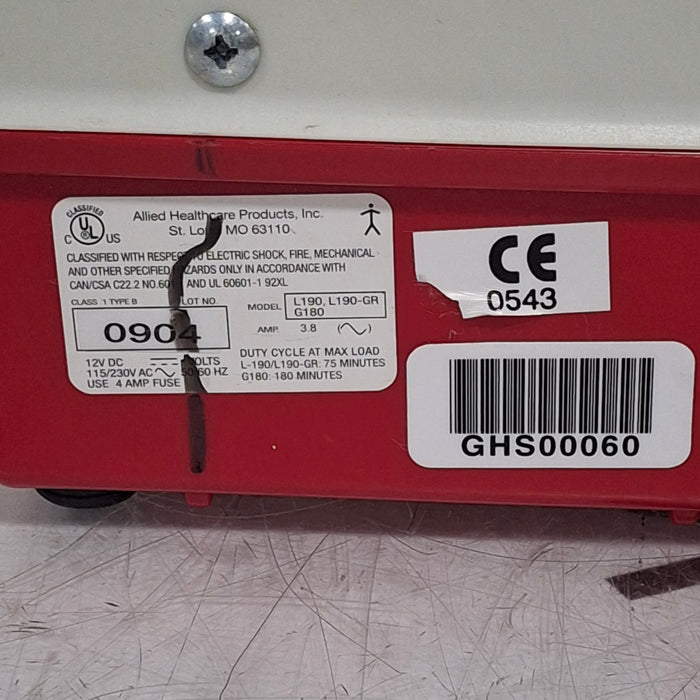 CLASSIFIED
C UL US
Allied Healthcare Products, Inc.
St. Louis MO 63110
CLASSIFIED WITH RESPECT TO ELECTRIC SHOCK, FIRE, MECHANICAL
AND OTHER SPECIFIED HAZARDS ONLY IN ACCORDANCE WITH
CAN/CSA C22.2 NO.601 AND UL 60601-1 92XL
CLASS 1 TYPE B LOT NO.
0904
MODEL L190, L190-GR
G180
AMP. 3.8
12V DC VOLTS
115/230V AC 50/60 HZ
USE 4 AMP FUSE
DUTY CYCLE AT MAX LOAD
L-190/L190-GR: 75 MINUTES
G180: 180 MINUTES
CE
0543
GHS00060